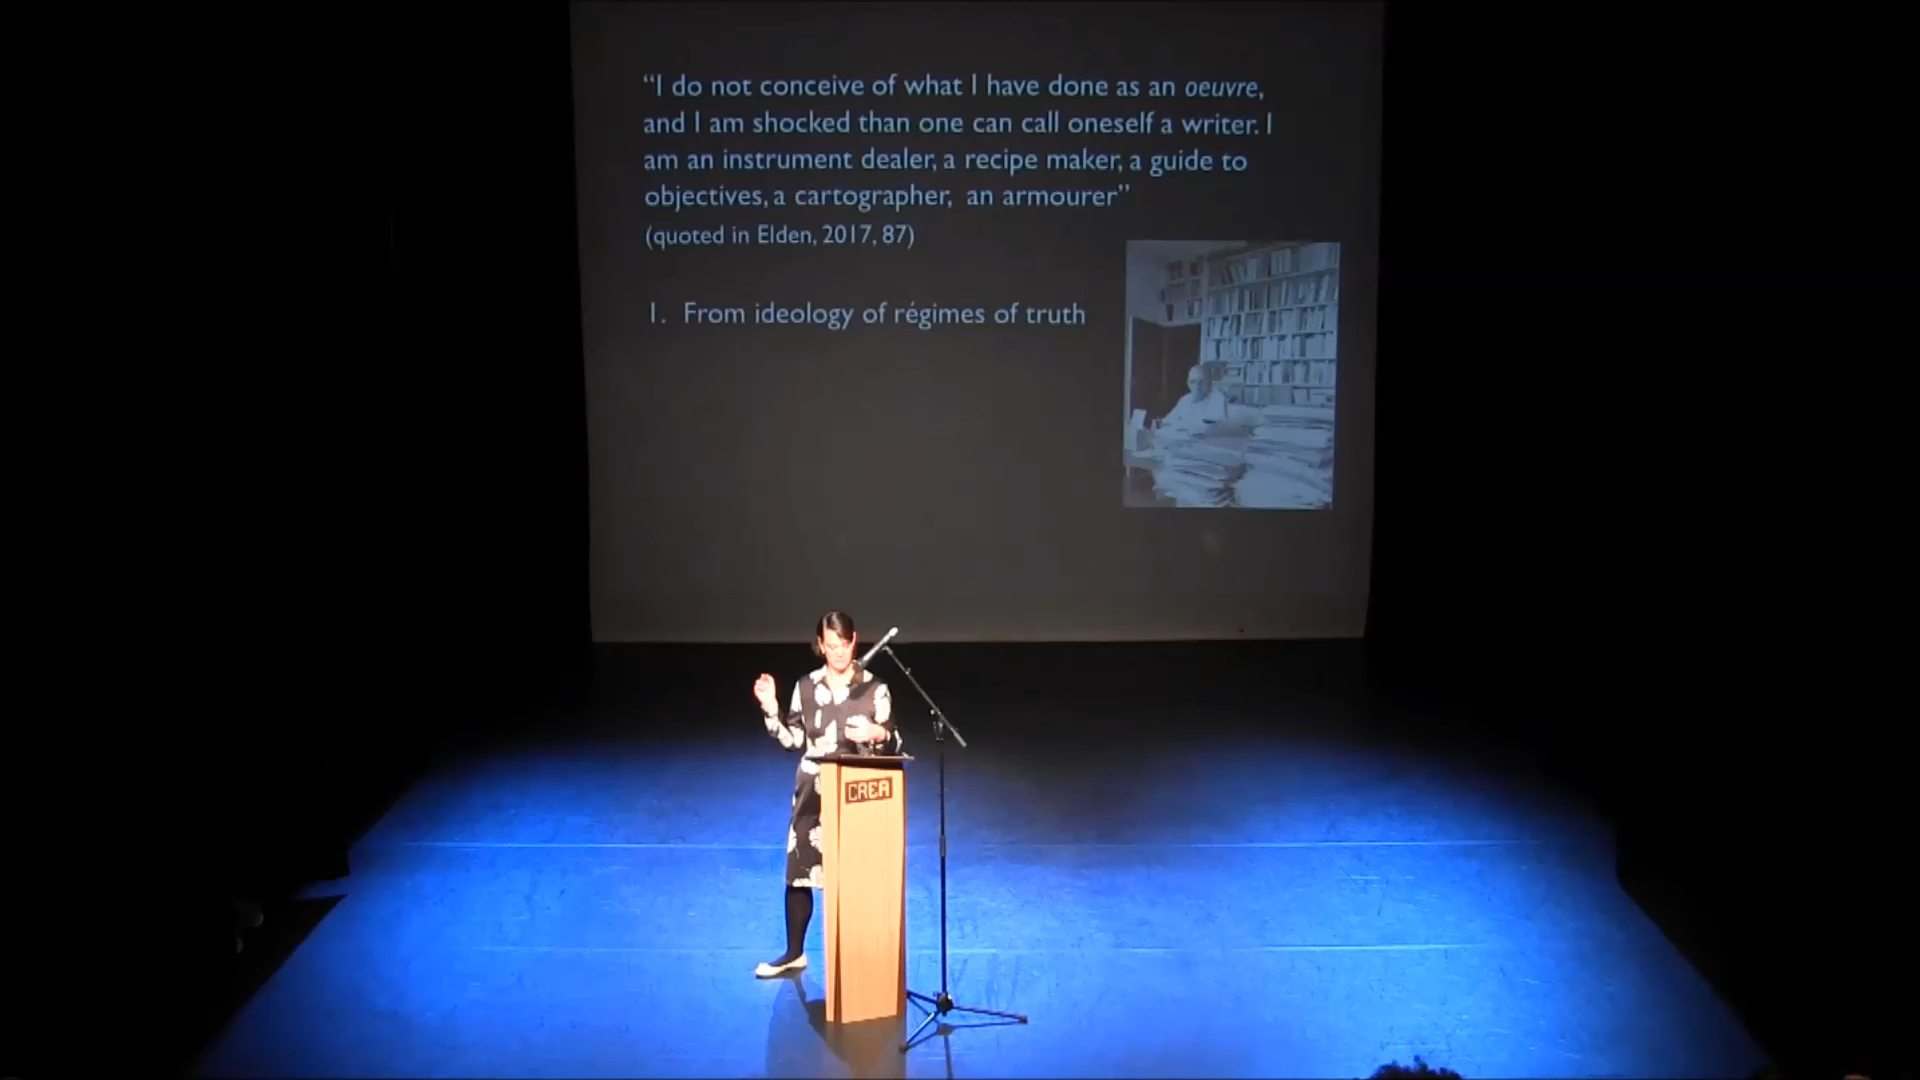 “I do not conceive of what I have done as an oeuvre,
and I am shocked than one can call oneself a writer. I
am an instrument dealer, a recipe maker, a guide to
objectives, a cartographer,  an armourer”
(quoted in Elden, 2017, 87)
1. From ideology of régimes of truth
CREA